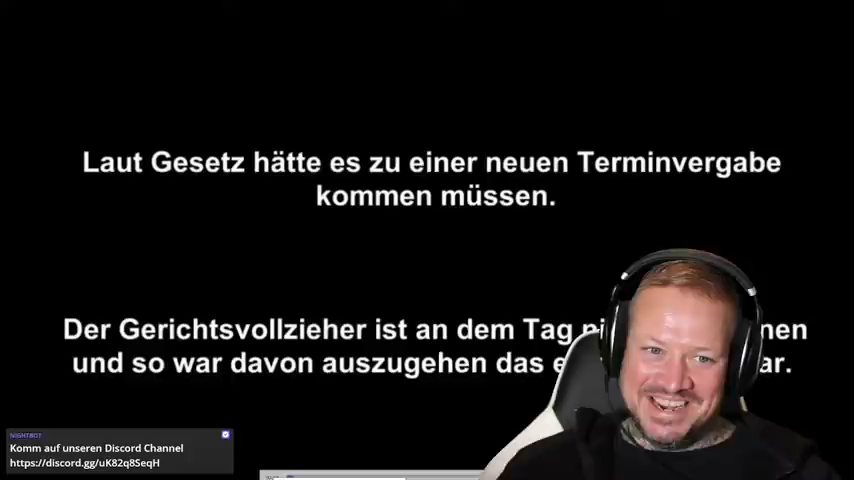 Laut Gesetz hätte es zu einer neuen Terminvergabe
kommen müssen.
Der Gerichtsvollzieher ist an dem Tag
und so war davon auszugehen das
NIGHTBOT
Komm auf unseren Discord Channel
https://discord.gg/uK82q8SeqH